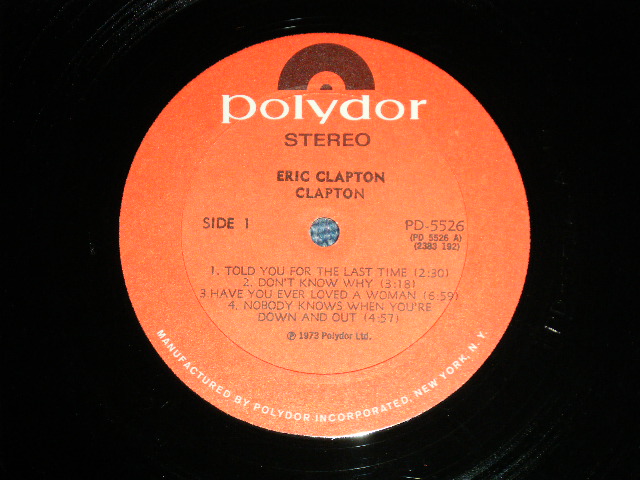 polydor
STEREO
ERIC CLAPTON
CLAPTON
SIDE 1
PD-5526
(PD 5526 A)
(2383 192)
1. TOLD YOU FOR THE LAST TIME (2:30)
2. DON'T KNOW WHY (3:18)
3.HAVE YOU EVER LOVED A WOMAN (6:59)
4. NOBODY KNOWS WHEN YOU'RE
DOWN AND OUT (4:57)
℗ 1973 Polydor Ltd.
MANUFACTURED BY POLYDOR INCORPORATED, NEW YORK, N.Y.